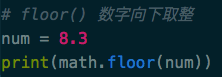 # floor() 数字向下取整
num = 8.3
print(math.floor(num))